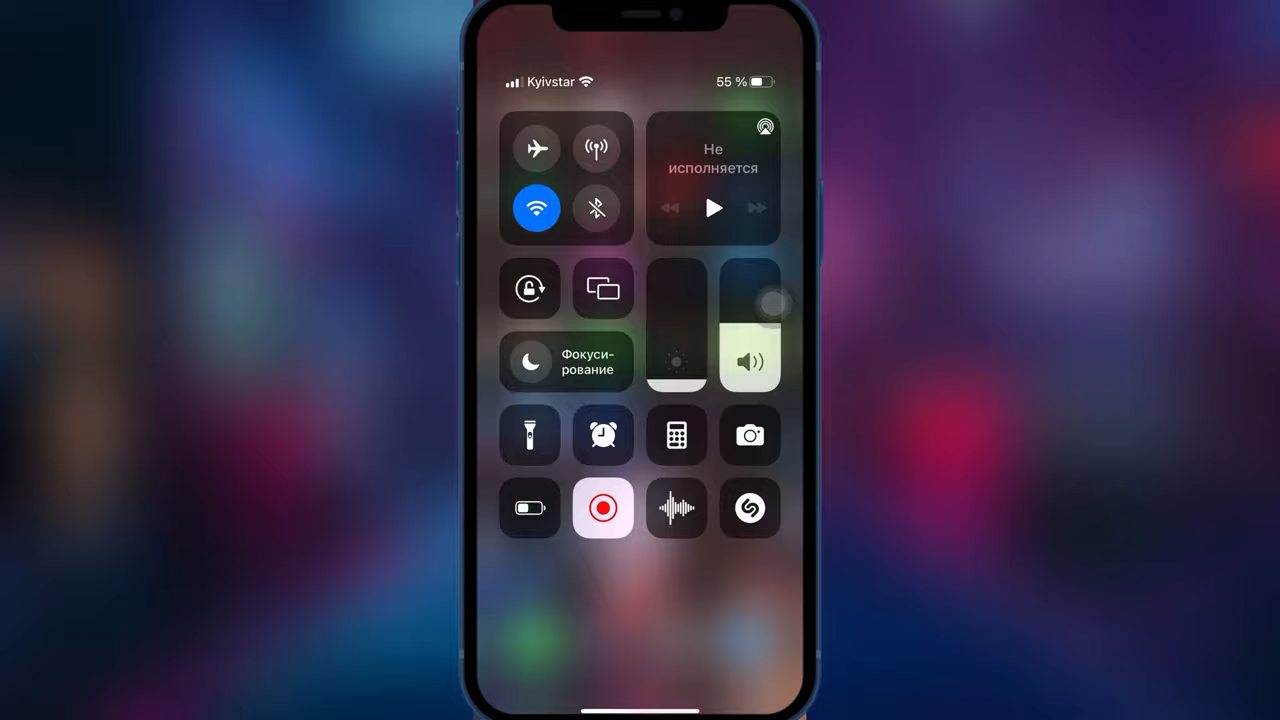 Kyivstar
55 %
Не
исполняется
Фокуси-
рование